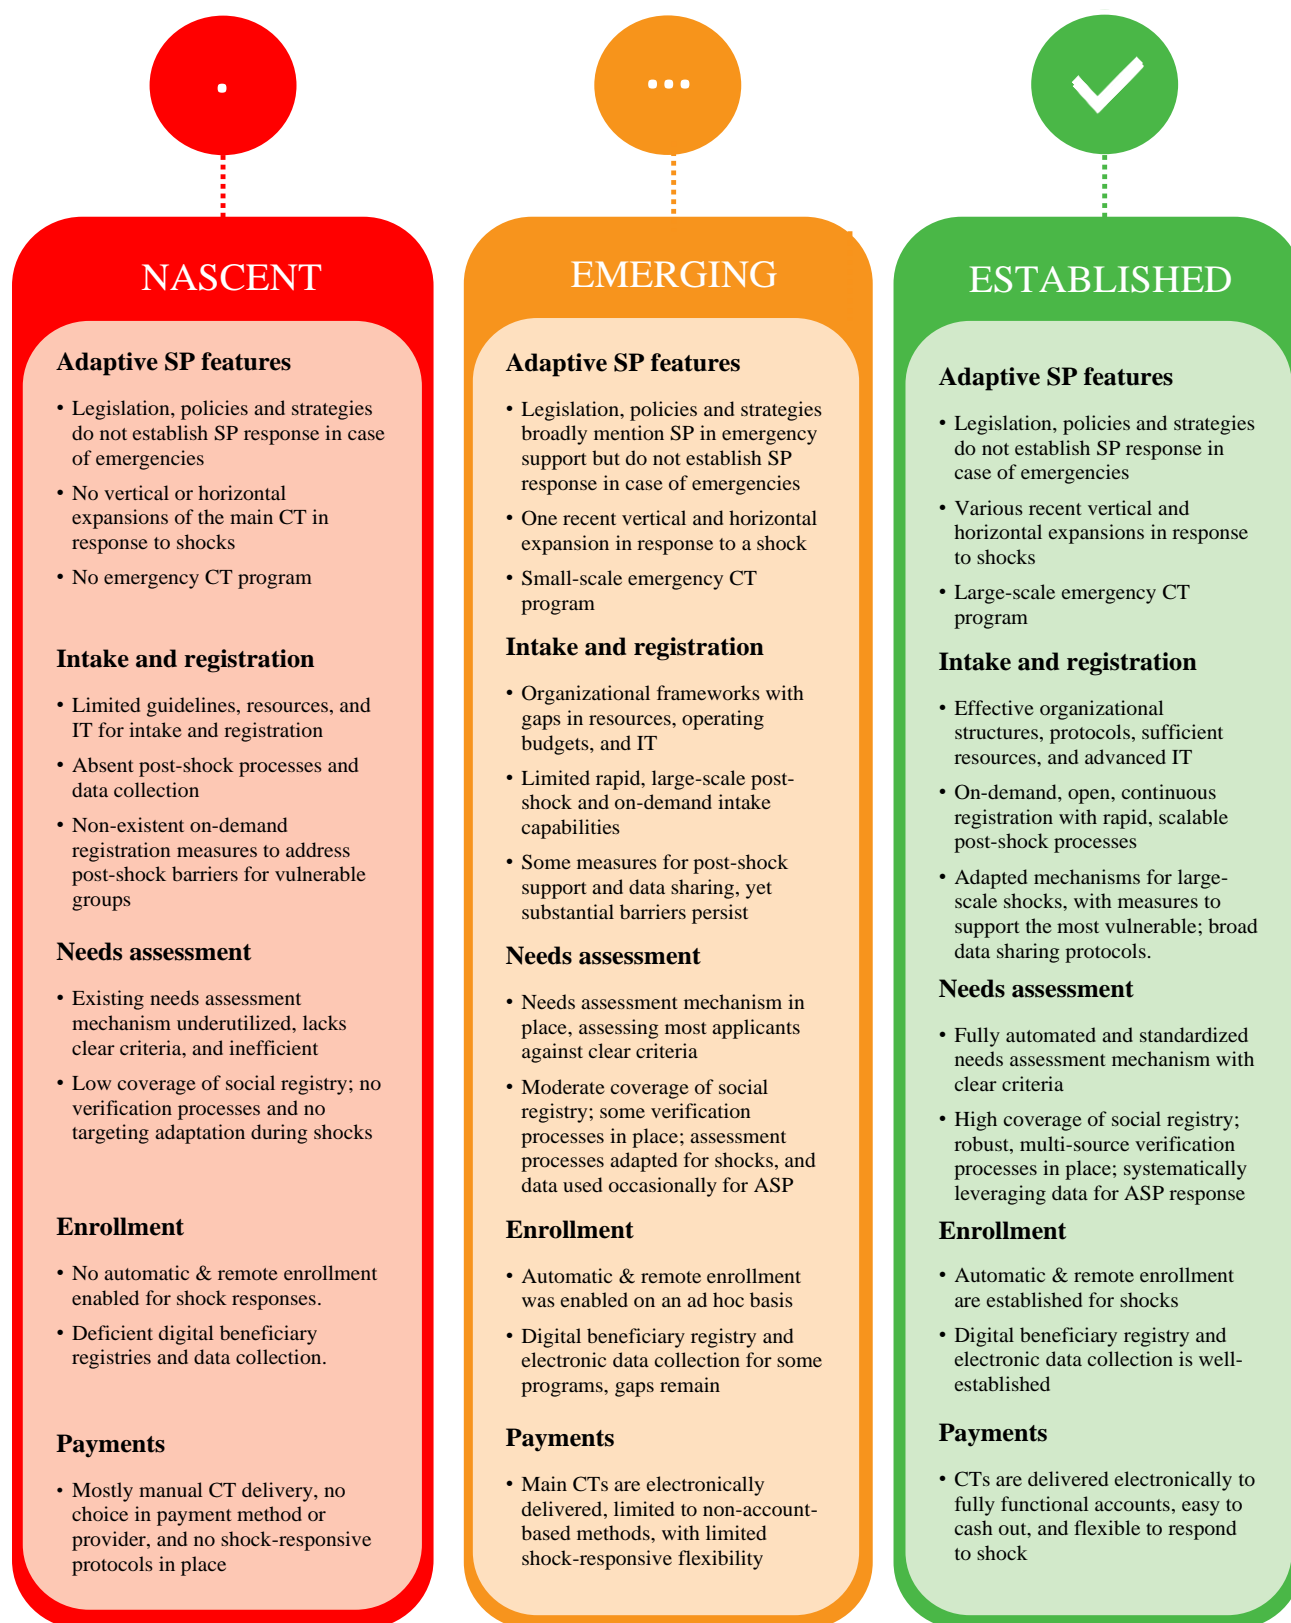 NASCENT
Adaptive SP features
• Legislation, policies and strategies
do not establish SP response in case
of emergencies
• No vertical or horizontal
expansions of the main CT in
response to shocks
• No emergency CT program
Intake and registration
• Limited guidelines, resources, and
IT for intake and registration
• Absent post-shock processes and
data collection
• Non-existent on-demand
registration measures to address
post-shock barriers for vulnerable
groups
Needs assessment
• Existing needs assessment
mechanism underutilized, lacks
clear criteria, and inefficient
• Low coverage of social registry; no
verification processes and no
targeting adaptation during shocks
Enrollment
• No automatic & remote enrollment
enabled for shock responses.
• Deficient digital beneficiary
registries and data collection.
Payments
• Mostly manual CT delivery, no
choice in payment method or
provider, and no shock-responsive
protocols in place
EMERGING
Adaptive SP features
• Legislation, policies and strategies
broadly mention SP in emergency
support but do not establish SP
response in case of emergencies
• One recent vertical and horizontal
expansion in response to a shock
• Small-scale emergency CT
program
Intake and registration
• Organizational frameworks with
gaps in resources, operating
budgets, and IT
• Limited rapid, large-scale post-
shock and on-demand intake
capabilities
• Some measures for post-shock
support and data sharing, yet
substantial barriers persist
Needs assessment
• Needs assessment mechanism in
place, assessing most applicants
against clear criteria
• Moderate coverage of social
registry; some verification
processes in place; assessment
processes adapted for shocks, and
data used occasionally for ASP
Enrollment
• Automatic & remote enrollment
was enabled on an ad hoc basis
• Digital beneficiary registry and
electronic data collection for some
programs, gaps remain
Payments
• Main CTs are electronically
delivered, limited to non-account-
based methods, with limited
shock-responsive flexibility
ESTABLISHED
Adaptive SP features
• Legislation, policies and strategies
do not establish SP response in
case of emergencies
• Various recent vertical and
horizontal expansions in response
to shocks
• Large-scale emergency CT
program
Intake and registration
• Effective organizational
structures, protocols, sufficient
resources, and advanced IT
• On-demand, open, continuous
registration with rapid, scalable
post-shock processes
• Adapted mechanisms for large-
scale shocks, with measures to
support the most vulnerable; broad
data sharing protocols.
Needs assessment
• Fully automated and standardized
needs assessment mechanism with
clear criteria
• High coverage of social registry;
robust, multi-source verification
processes in place; systematically
leveraging data for ASP response
Enrollment
• Automatic & remote enrollment
are established for shocks
• Digital beneficiary registry and
electronic data collection is well-
established
Payments
• CTs are delivered electronically to
fully functional accounts, easy to
cash out, and flexible to respond
to shock